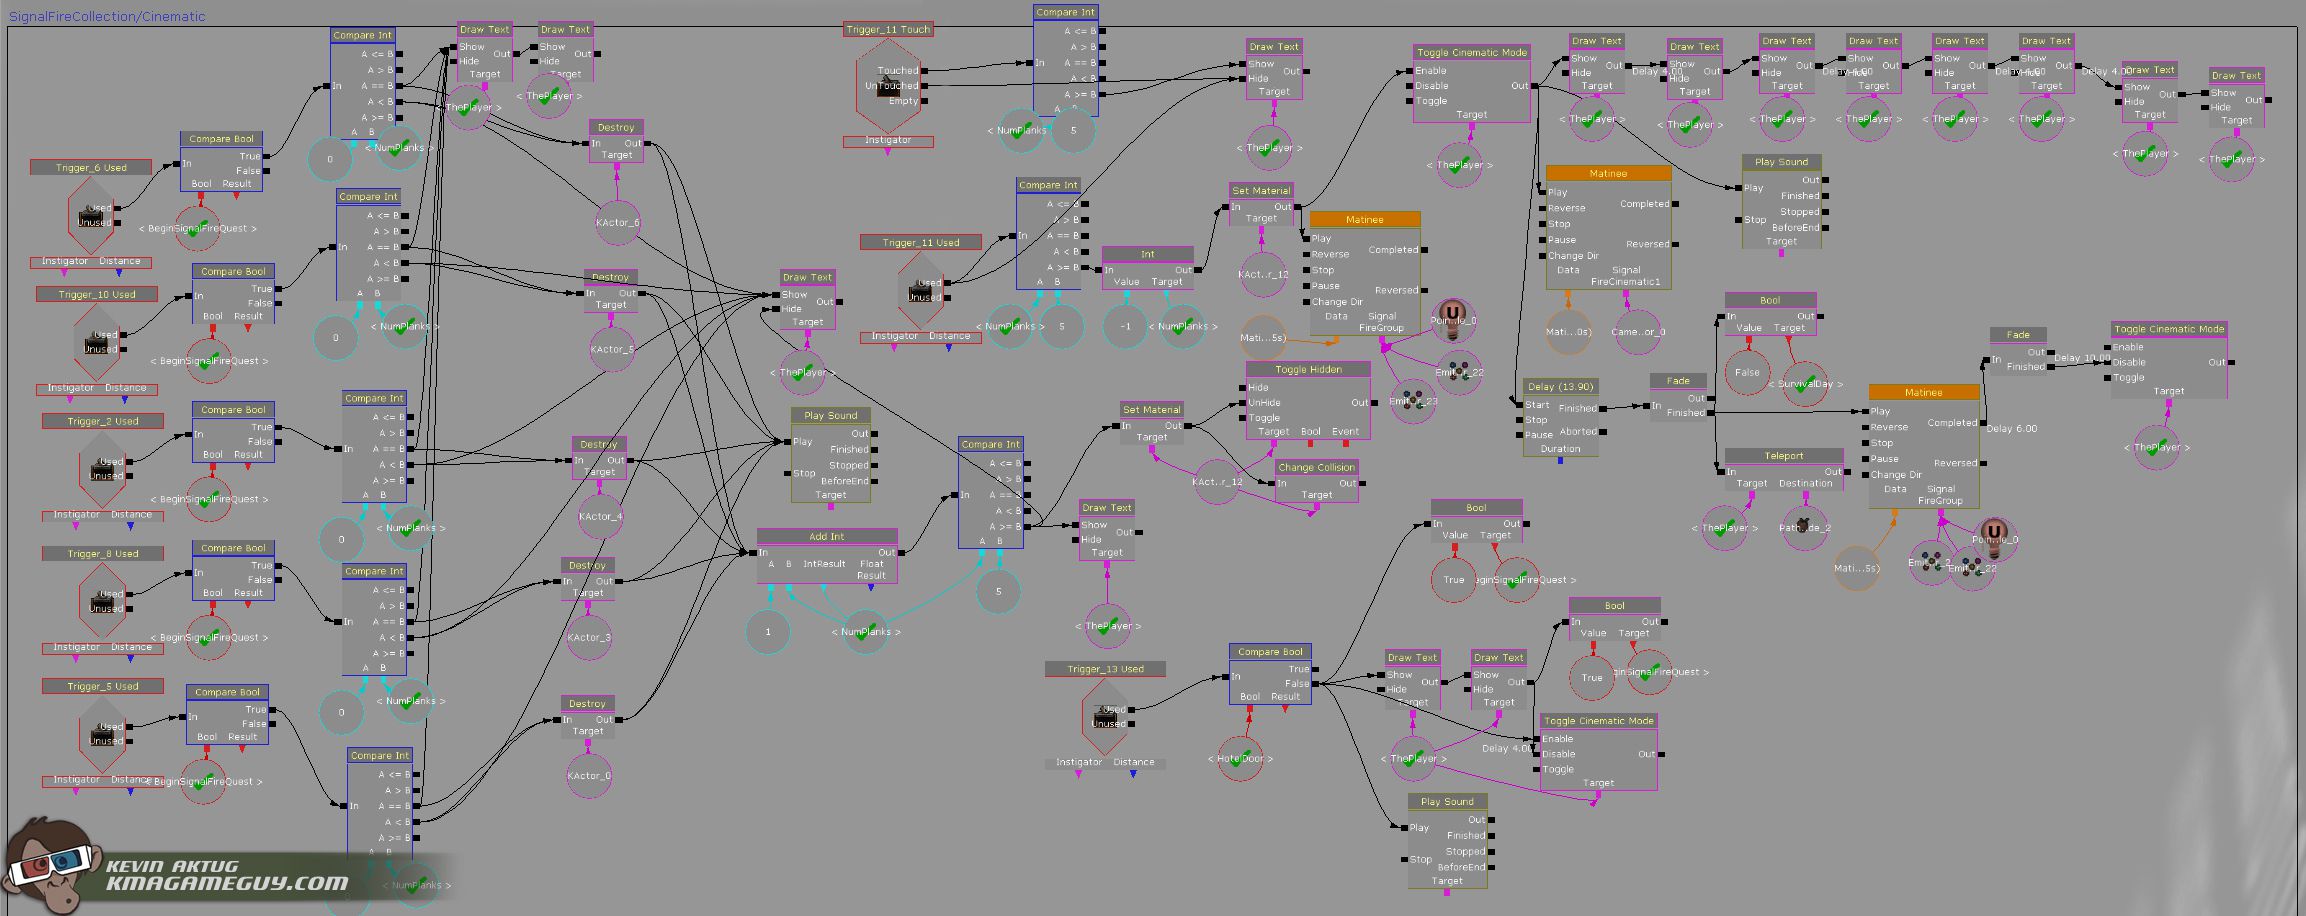 SignalFireCollection/Cinematic
Trigger_6 Used
Used
Unused
Instigator Distance
Compare Bool
In
True
False
Bool Result
< BeginSignalFireQuest >
Compare Int
A <= B
A > B
In
A == B
A < B
A >= B
A B
0
< NumPlanks >
Draw Text
Show
Hide
Out
Target
< ThePlayer >
Draw Text
Show
Hide
Out
Target
< ThePlayer >
Destroy
In Out
Target
KActor_6
Trigger_10 Used
Used
Unused
Instigator Distance
Compare Bool
In
True
False
Bool Result
< BeginSignalFireQuest >
Compare Int
A <= B
A > B
In
A == B
A < B
A >= B
A B
0
< NumPlanks >
Destroy
In Out
Target
KActor_5
Trigger_2 Used
Used
Unused
Instigator Distance
Compare Bool
In
True
False
Bool Result
< BeginSignalFireQuest >
Compare Int
A <= B
A > B
In
A == B
A < B
A >= B
A B
0
< NumPlanks >
Destroy
In Out
Target
KActor_4
Trigger_8 Used
Used
Unused
Instigator Distance
Compare Bool
In
True
False
Bool Result
< BeginSignalFireQuest >
Compare Int
A <= B
A > B
In
A == B
A < B
A >= B
A B
0
< NumPlanks >
Destroy
In Out
Target
KActor_3
Trigger_5 Used
Used
Unused
Instigator Distance
Compare Bool
In
True
False
Bool Result
< BeginSignalFireQuest >
Compare Int
A <= B
A > B
In
A == B
A < B
A >= B
< NumPlanks >
Destroy
In Out
Target
KActor_0
Draw Text
Show
Hide
Out
Target
< ThePlayer >
Play Sound
Play
Stop
Out
Finished
Stopped
BeforeEnd
Target
Add Int
In Out
A B IntResult Float
Result
1
< NumPlanks >
Compare Int
A <= B
A > B
In
A == B
A < B
A >= B
A B
5
Draw Text
Show
Hide
Out
Target
< ThePlayer >
Set Material
In Out
Target
KAct..r_12
Toggle Hidden
Hide
UnHide
Toggle
Out
Target Bool Event
Change Collision
In Out
Target
Trigger_11 Touch
Touched
UnTouched
Empty
Instigator
Compare Int
A <= B
A > B
In
A == B
A < B
A >= B
< NumPlanks >
5
Draw Text
Show
Hide
Out
Target
< ThePlayer >
Trigger_11 Used
Used
Unused
Instigator Distance
Compare Int
A <= B
A > B
In
A == B
A < B
A >= B
A B
< NumPlanks >
5
Int
In Out
Value Target
-1
< NumPlanks >
Set Material
In Out
Target
KAct..r_12
Matinee
Play
Reverse
Stop
Pause
Change Dir
Completed
Reversed
Data Signal
FireGroup
Mati...5s)
Emit..r_23
Emit..r_22
Toggle Cinematic Mode
Enable
Disable
Toggle
Out
Target
< ThePlayer >
Draw Text
Show
Hide
Out
Target
< ThePlayer >
Delay 4.00
Draw Text
Show
Hide
Out
Target
< ThePlayer >
Draw Text
Show
Hide
Out
Target
< ThePlayer >
Draw Text
Show
Hide
Out
Target
< ThePlayer >
Draw Text
Show
Hide
Out
Target
< ThePlayer >
Draw Text
Show
Hide
Out
Target
< ThePlayer >
Draw Text
Show
Hide
Out
Target
< ThePlayer >
Draw Text
Show
Hide
Out
Target
< ThePlayer >
Matinee
Play
Reverse
Stop
Pause
Change Dir
Completed
Reversed
Data Signal
FireCinematic1
Mati...0s)
Came..or_0
Play Sound
Play
Stop
Out
Finished
Stopped
BeforeEnd
Target
Delay (13.90)
Start
Stop
Pause
Finished
Aborted
Duration
Fade
In
Out
Finished
Bool
In Out
Value Target
False
< SurvivalDay >
Teleport
In Out
Target Destination
< ThePlayer >
Matinee
Play
Reverse
Stop
Pause
Change Dir
Completed
Reversed
Data Signal
FireGroup
Mati...5s)
Emit..r_22
Delay 6.00
Fade
In
Out
Finished
Delay 10.00
Toggle Cinematic Mode
Enable
Disable
Toggle
Out
Target
< ThePlayer >
Trigger_13 Used
Used
Unused
Instigator Distance
Compare Bool
In
True
False
Bool Result
< HotelDoor >
Bool
In Out
Value Target
True
Draw Text
Show
Hide
Out
Target
< ThePlayer >
Draw Text
Show
Hide
Out
Target
Bool
In Out
Value Target
True
Toggle Cinematic Mode
Enable
Disable
Toggle
Out
Target
Play Sound
Play
Stop
Out
Finished
Stopped
BeforeEnd
Target
KEVIN AKTUG
KMAGAMEGUY.COM